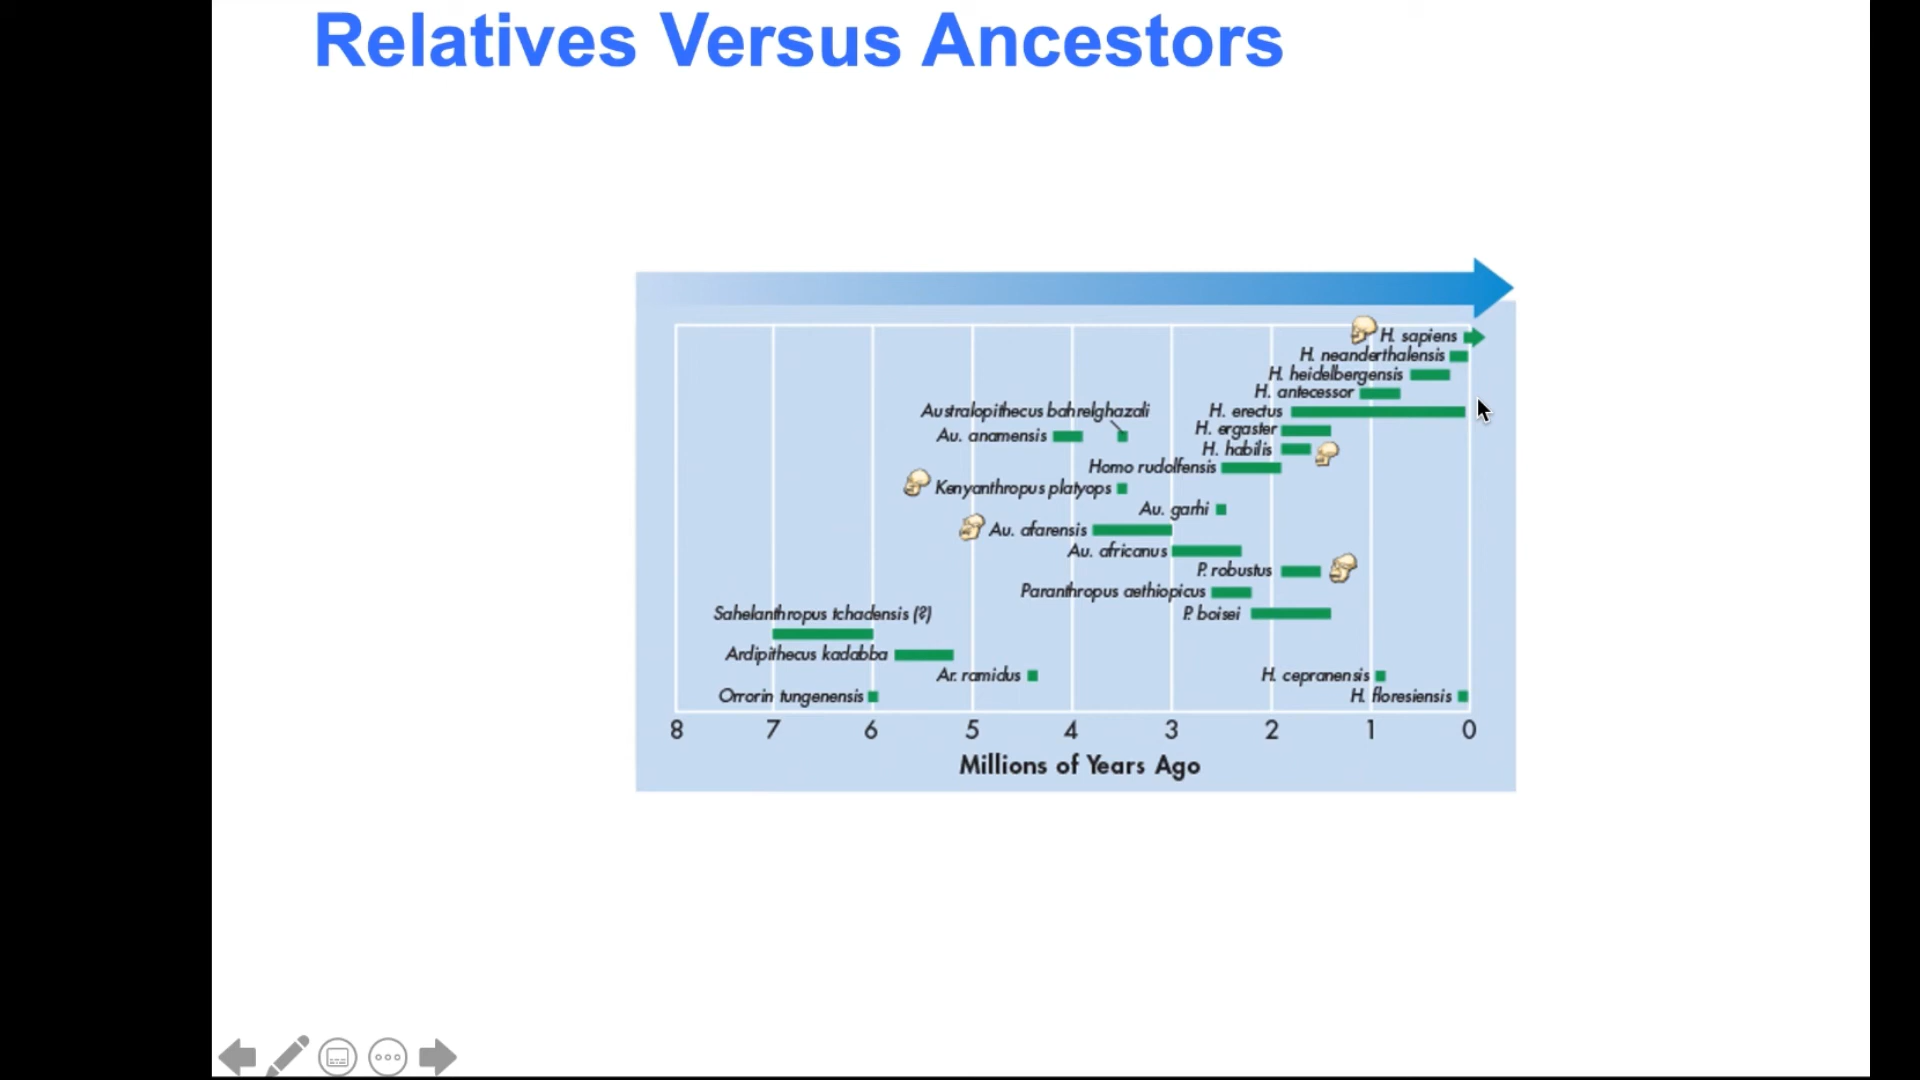 Relatives Versus Ancestors
H. sapiens
H. neanderthalensis
H. heidelbergensis
H. antecessor
Australopithecus bahrelghazali
H. erectus
H. ergaster
Au. anamensis
H. habilis
Homo rudolfensis
Kenyanthropus platyops
Au. garhi
Au. afarensis
Au. africanus
P. robustus
Paranthropus aethiopicus
P. boisei
Sahelanthropus tchadensis (?)
Ardipithecus kadabba
Ar. ramidus
H. cepranensis
Orrorin tungenensis
H. floresiensis
8 7 6 5 4 3 2 1 0
Millions of Years Ago